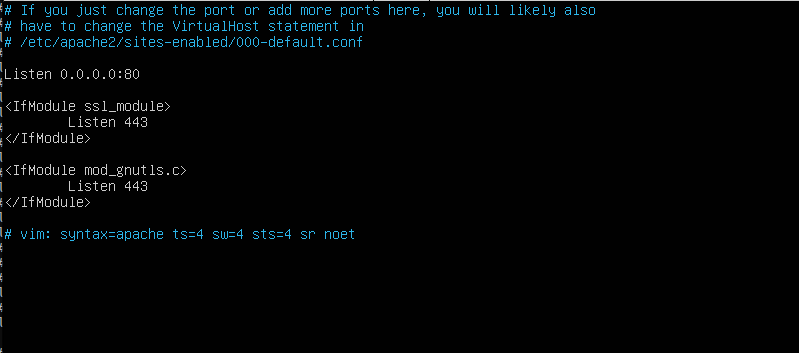 # If you just change the port or add more ports here, you will likely also
# have to change the VirtualHost statement in
# /etc/apache2/sites-enabled/000-default.conf
Listen 0.0.0.0:80
<IfModule ssl_module>
Listen 443
</IfModule>
<IfModule mod_gnutls.c>
Listen 443
</IfModule>
# vim: syntax=apache ts=4 sw=4 sts=4 sr noet